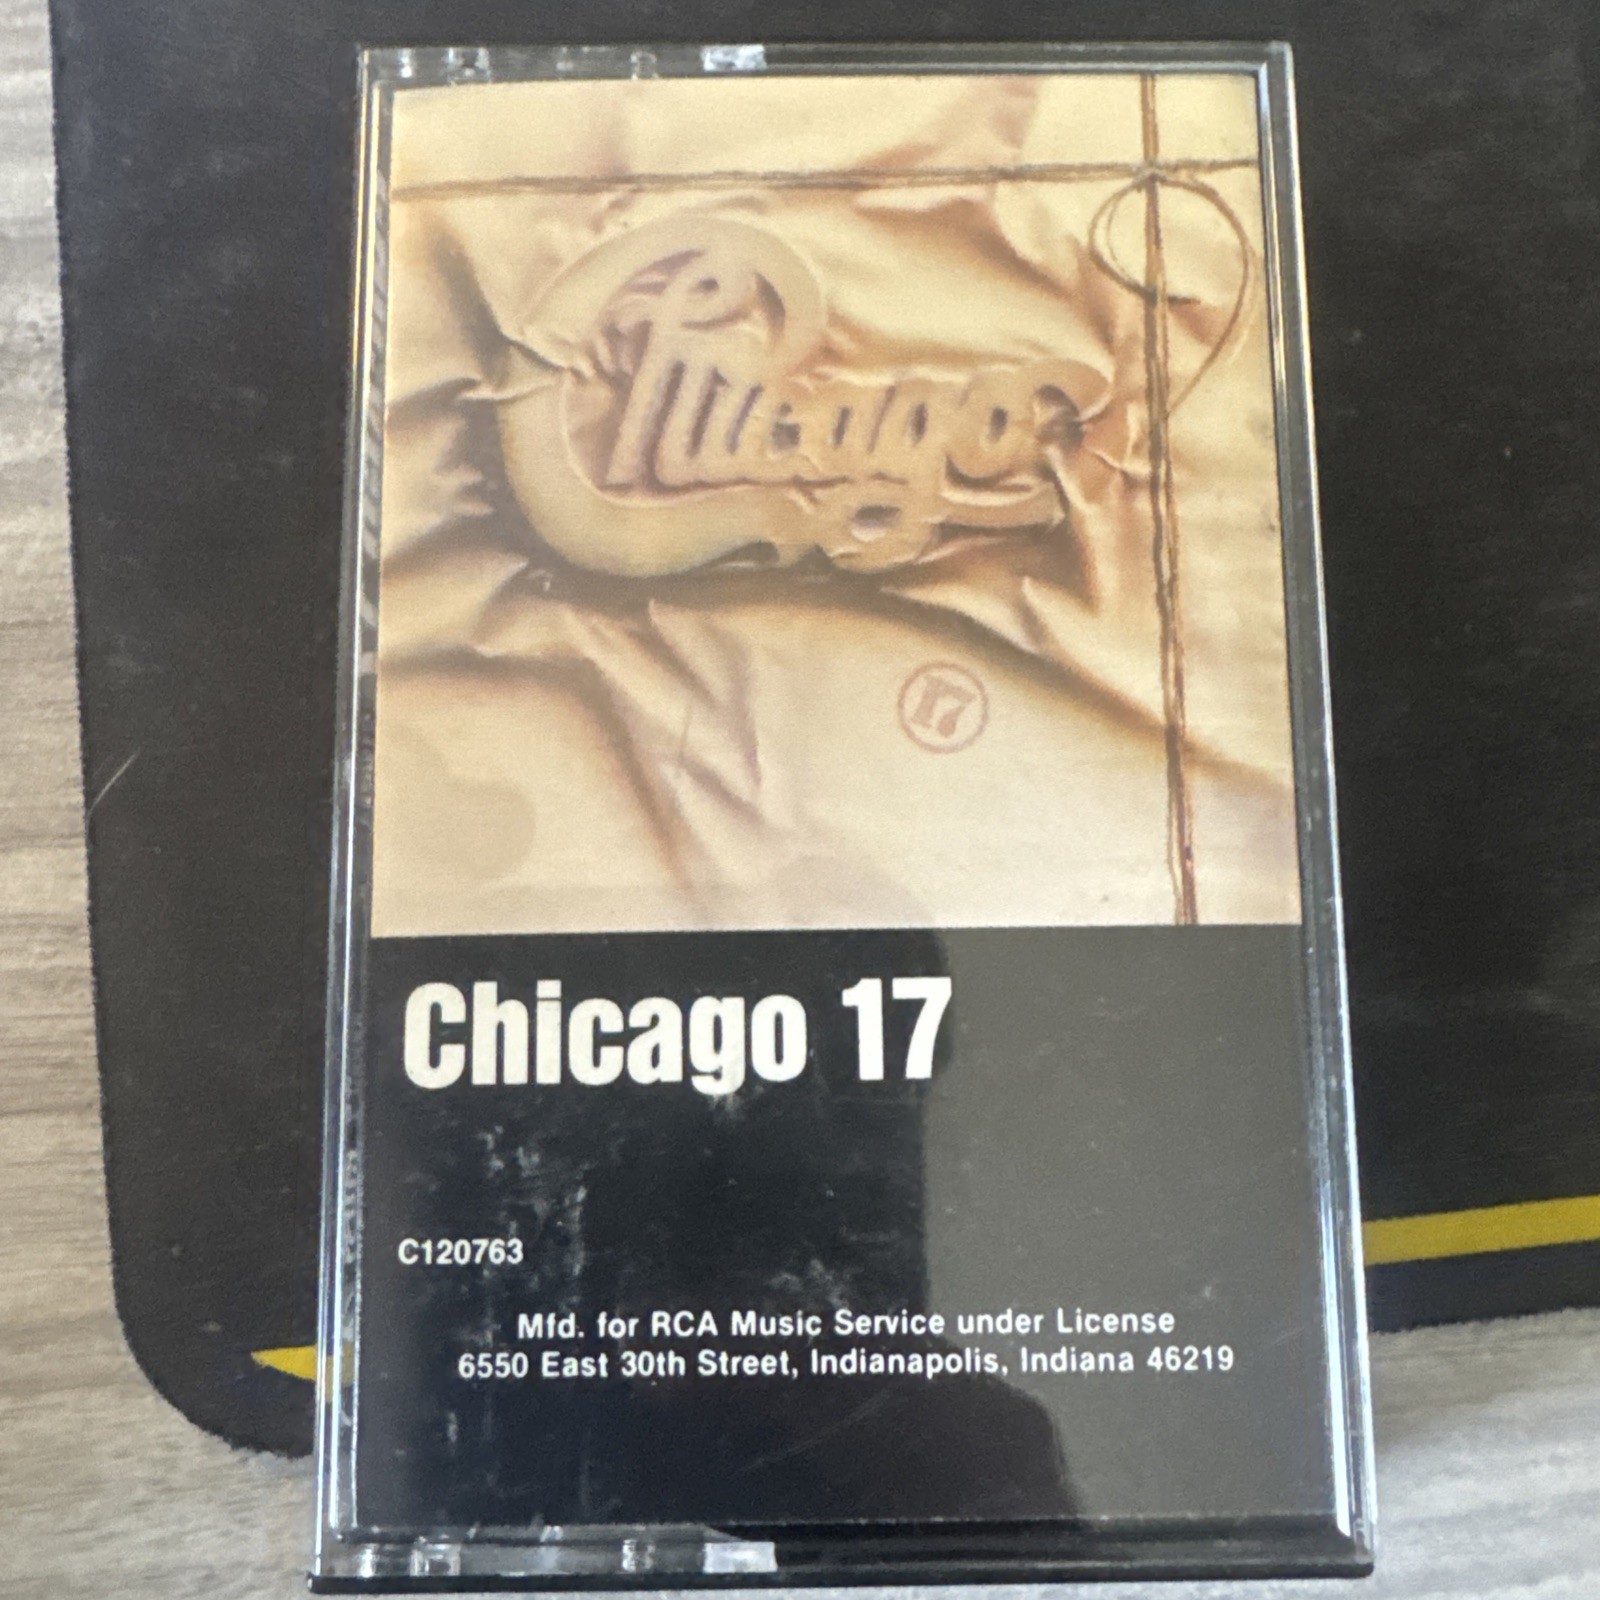 Chicago
17
Chicago 17
C120763
Mfd. for RCA Music Service under License
6550 East 30th Street, Indianapolis, Indiana 46219